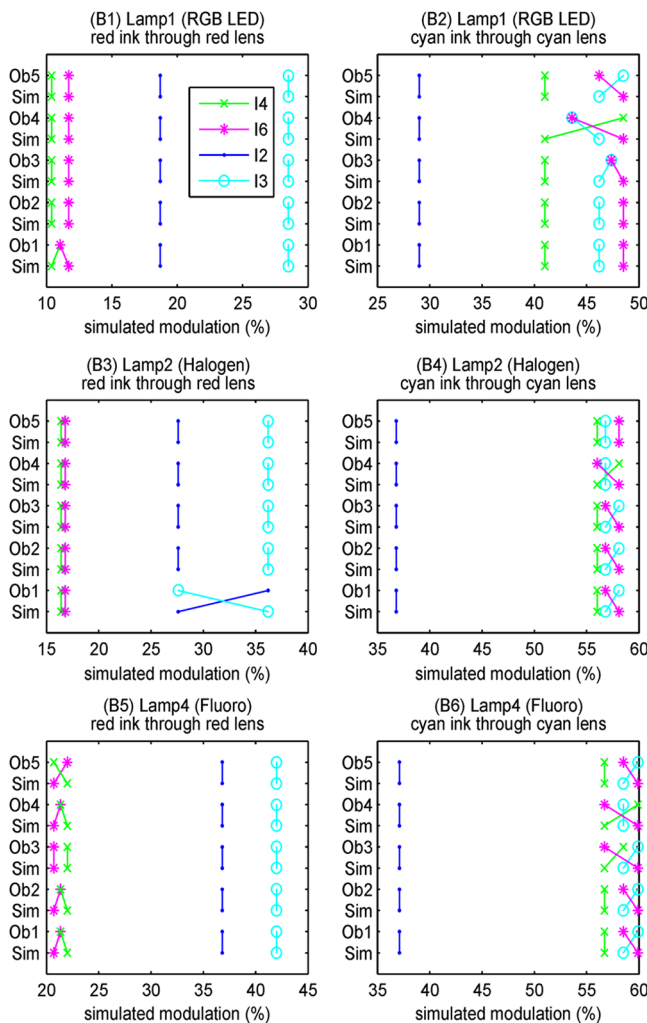 (B1) Lamp1 (RGB LED)
red ink through red lens
Ob5
Sim
Ob4
Sim
Ob3
Sim
Ob2
Sim
Ob1
Sim
I4
I6
I2
I3
10 15 20 25 30
simulated modulation (%)
(B2) Lamp1 (RGB LED)
cyan ink through cyan lens
Ob5
Sim
Ob4
Sim
Ob3
Sim
Ob2
Sim
Ob1
Sim
25 30 35 40 45 50
simulated modulation (%)
(B3) Lamp2 (Halogen)
red ink through red lens
Ob5
Sim
Ob4
Sim
Ob3
Sim
Ob2
Sim
Ob1
Sim
15 20 25 30 35 40
simulated modulation (%)
(B4) Lamp2 (Halogen)
cyan ink through cyan lens
Ob5
Sim
Ob4
Sim
Ob3
Sim
Ob2
Sim
Ob1
Sim
35 40 45 50 55 60
simulated modulation (%)
(B5) Lamp4 (Fluoro)
red ink through red lens
Ob5
Sim
Ob4
Sim
Ob3
Sim
Ob2
Sim
Ob1
Sim
20 25 30 35 40 45
simulated modulation (%)
(B6) Lamp4 (Fluoro)
cyan ink through cyan lens
Ob5
Sim
Ob4
Sim
Ob3
Sim
Ob2
Sim
Ob1
Sim
35 40 45 50 55 60
simulated modulation (%)